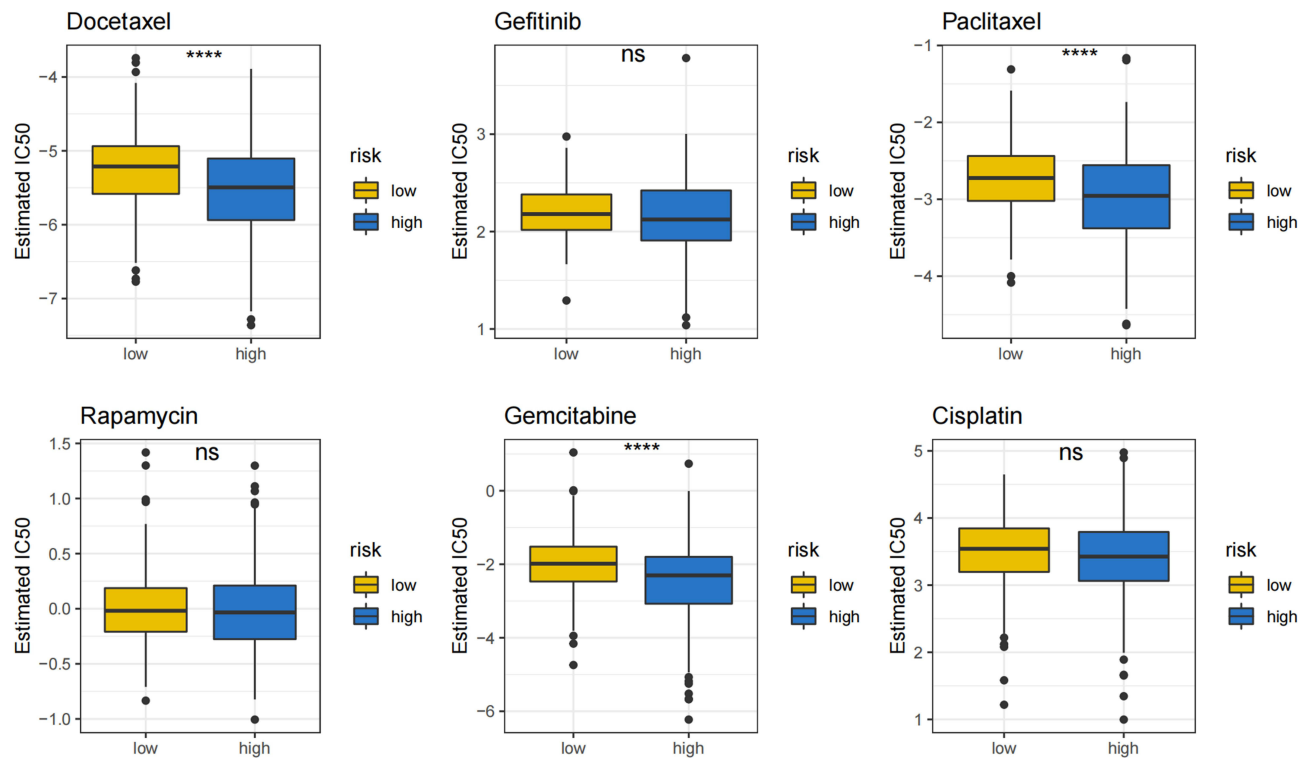 Docetaxel
****
Estimated IC50
−4
−5
−6
−7
low
high
risk
low
high
Gefitinib
ns
Estimated IC50
3
2
1
low
high
risk
low
high
Paclitaxel
****
Estimated IC50
−1
−2
−3
−4
low
high
risk
low
high
Rapamycin
ns
Estimated IC50
1.5
1.0
0.5
0.0
−0.5
−1.0
low
high
risk
low
high
Gemcitabine
****
Estimated IC50
0
−2
−4
−6
low
high
risk
low
high
Cisplatin
ns
Estimated IC50
5
4
3
2
1
low
high
risk
low
high